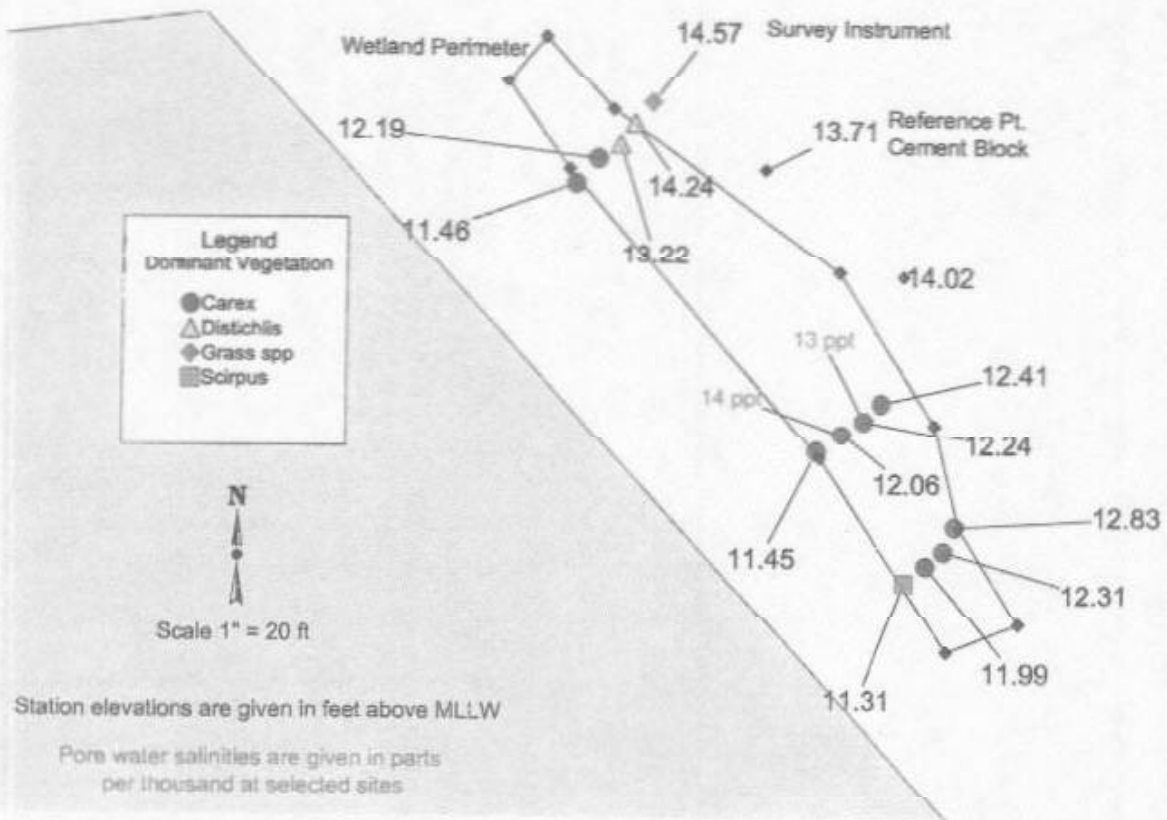 Wetland Perimeter
14.57
Survey Instrument
12.19
13.71
Reference Pt.
Cement Block
14.24
11.46
13.22
14.02
Legend
Dominant Vegetation
Carex
Distichlis
Grass spp
Scirpus
13 ppt
12.41
14 ppt
12.24
12.06
12.83
11.45
12.31
11.99
11.31
N
Scale 1" = 20 ft
Station elevations are given in feet above MLLW
Pore water salinities are given in parts
per thousand at selected sites